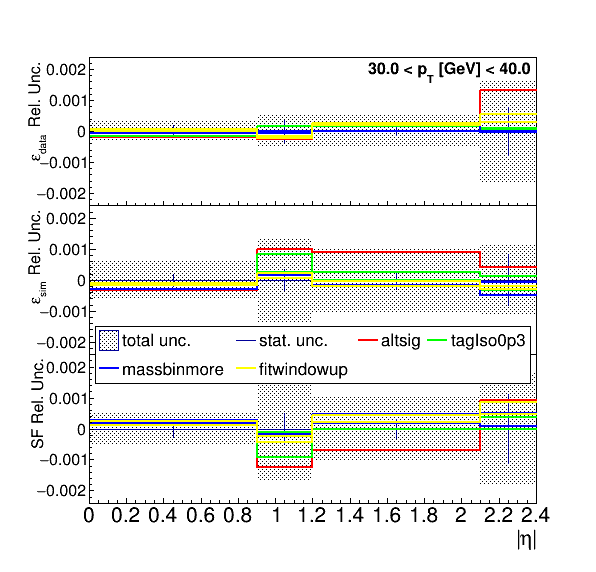 30.0 < p_T [GeV] < 40.0
ε_data Rel. Unc.
0.002
0.001
0
−0.001
−0.002
ε_sim Rel. Unc.
0.002
0.001
0
−0.001
−0.002
total unc. stat. unc. altsig tagIso0p3
massbinmore fitwindowup
SF Rel. Unc.
0.002
0.001
0
−0.001
−0.002
0 0.2 0.4 0.6 0.8 1 1.2 1.4 1.6 1.8 2 2.2 2.4
|η|